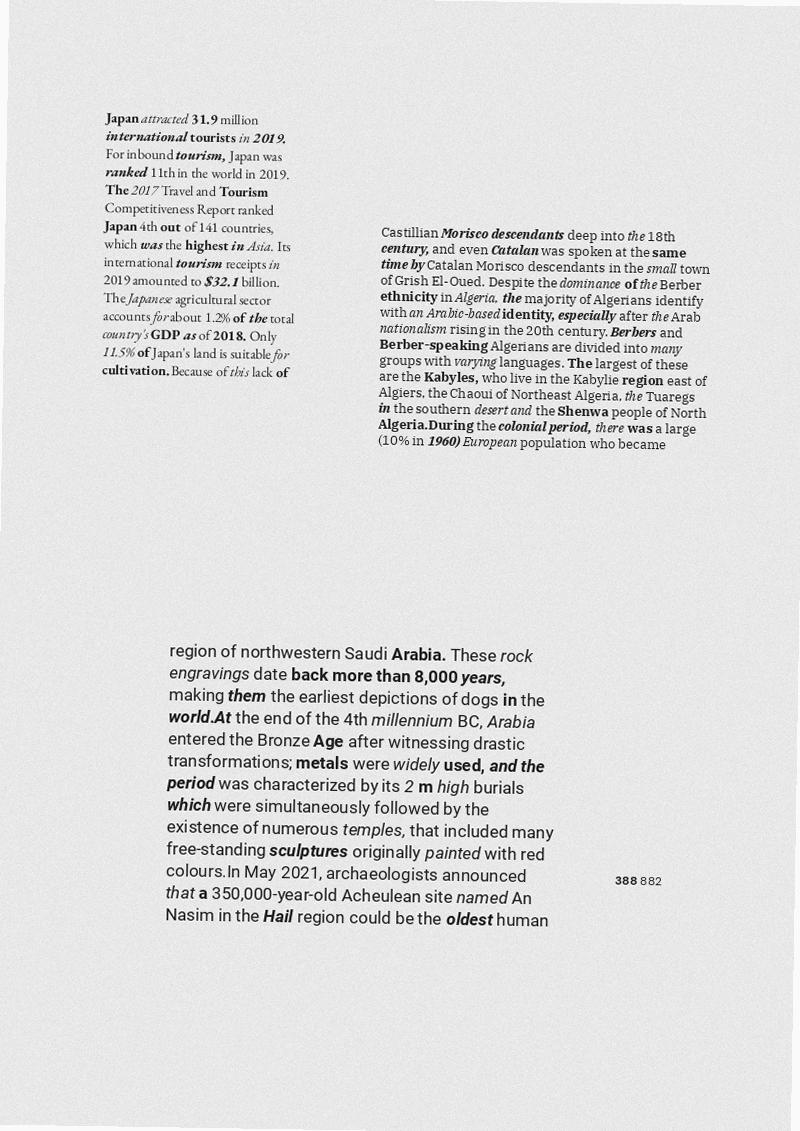 Japan attracted 31.9 million
international tourists in 2019.
For inbound tourism, Japan was
ranked 11th in the world in 2019.
The 2017 Travel and Tourism
Competitiveness Report ranked
Japan 4th out of 141 countries,
which was the highest in Asia. Its
international tourism receipts in
2019 amounted to $32.1 billion.
The Japanese agricultural sector
accounts for about 1.2% of the total
country's GDP as of 2018. Only
11.5% of Japan's land is suitable for
cultivation. Because of this lack of
Castillian Morisco descendants deep into the 18th
century, and even Catalan was spoken at the same
time by Catalan Morisco descendants in the small town
of Grish El-Oued. Despite the dominance of the Berber
ethnicity in Algeria, the majority of Algerians identify
with an Arabic-based identity, especially after the Arab
nationalism rising in the 20th century. Berbers and
Berber-speaking Algerians are divided into many
groups with varying languages. The largest of these
are the Kabyles, who live in the Kabylie region east of
Algiers, the Chaoui of Northeast Algeria, the Tuaregs
in the southern desert and the Shenwa people of North
Algeria.During the colonial period, there was a large
(10% in 1960) European population who became
region of northwestern Saudi Arabia. These rock
engravings date back more than 8,000 years,
making them the earliest depictions of dogs in the
world.At the end of the 4th millennium BC, Arabia
entered the Bronze Age after witnessing drastic
transformations; metals were widely used, and the
period was characterized by its 2 m high burials
which were simultaneously followed by the
existence of numerous temples, that included many
free-standing sculptures originally painted with red
colours.In May 2021, archaeologists announced
that a 350,000-year-old Acheulean site named An
Nasim in the Hail region could be the oldest human
388 882